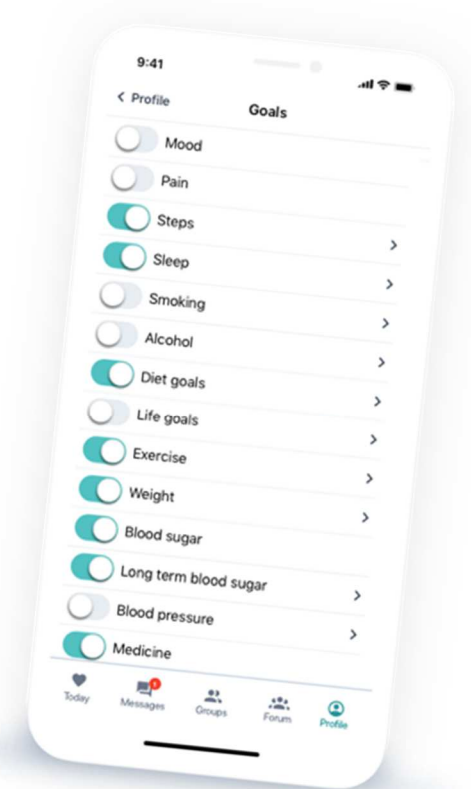 9:41
Profile
Goals
Mood
Pain
Steps
Sleep
Smoking
Alcohol
Diet goals
Life goals
Exercise
Weight
Blood sugar
Long term blood sugar
Blood pressure
Medicine
Today
Messages
Groups
Forum
Profile